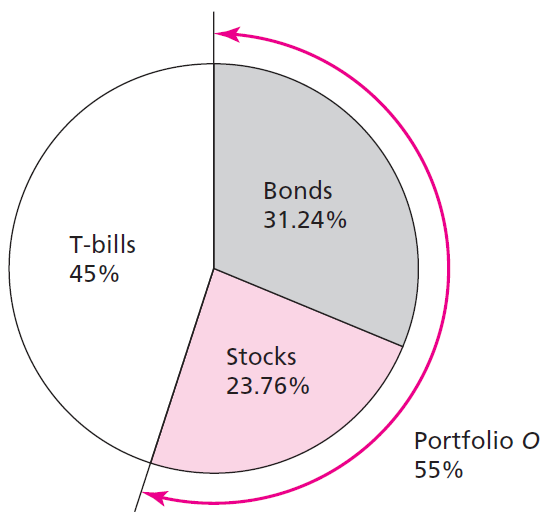 Bonds
31.24%
T-bills
45%
Stocks
23.76%
Portfolio O
55%